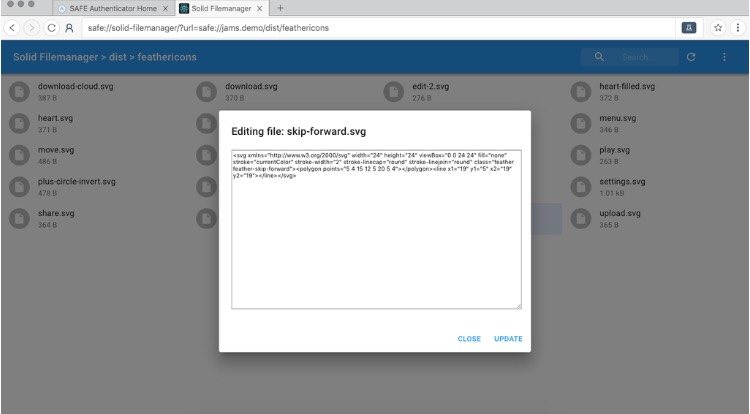 SAFE Authenticator Home X
Solid Filemanager X +
safe://solid-filemanager/?url=safe://jams.demo/dist/feathericons
Solid Filemanager > dist > feathericons
Search...
download-cloud.svg
387 B
download.svg
370 B
edit-2.svg
276 B
heart-filled.svg
372 B
heart.svg
371 B
menu.svg
346 B
move.svg
486 B
play.svg
263 B
plus-circle-invert.svg
478 B
settings.svg
1.01 kB
share.svg
364 B
upload.svg
365 B
Editing file: skip-forward.svg
<svg xmlns="http://www.w3.org/2000/svg" width="24" height="24" viewBox="0 0 24 24" fill="none"
stroke="currentColor" stroke-width="2" stroke-linecap="round" stroke-linejoin="round" class="feather
feather-skip-forward"><polygon points="5 4 15 12 5 20 5 4"></polygon><line x1="19" y1="5" x2="19"
y2="19"></line></svg>
CLOSE UPDATE